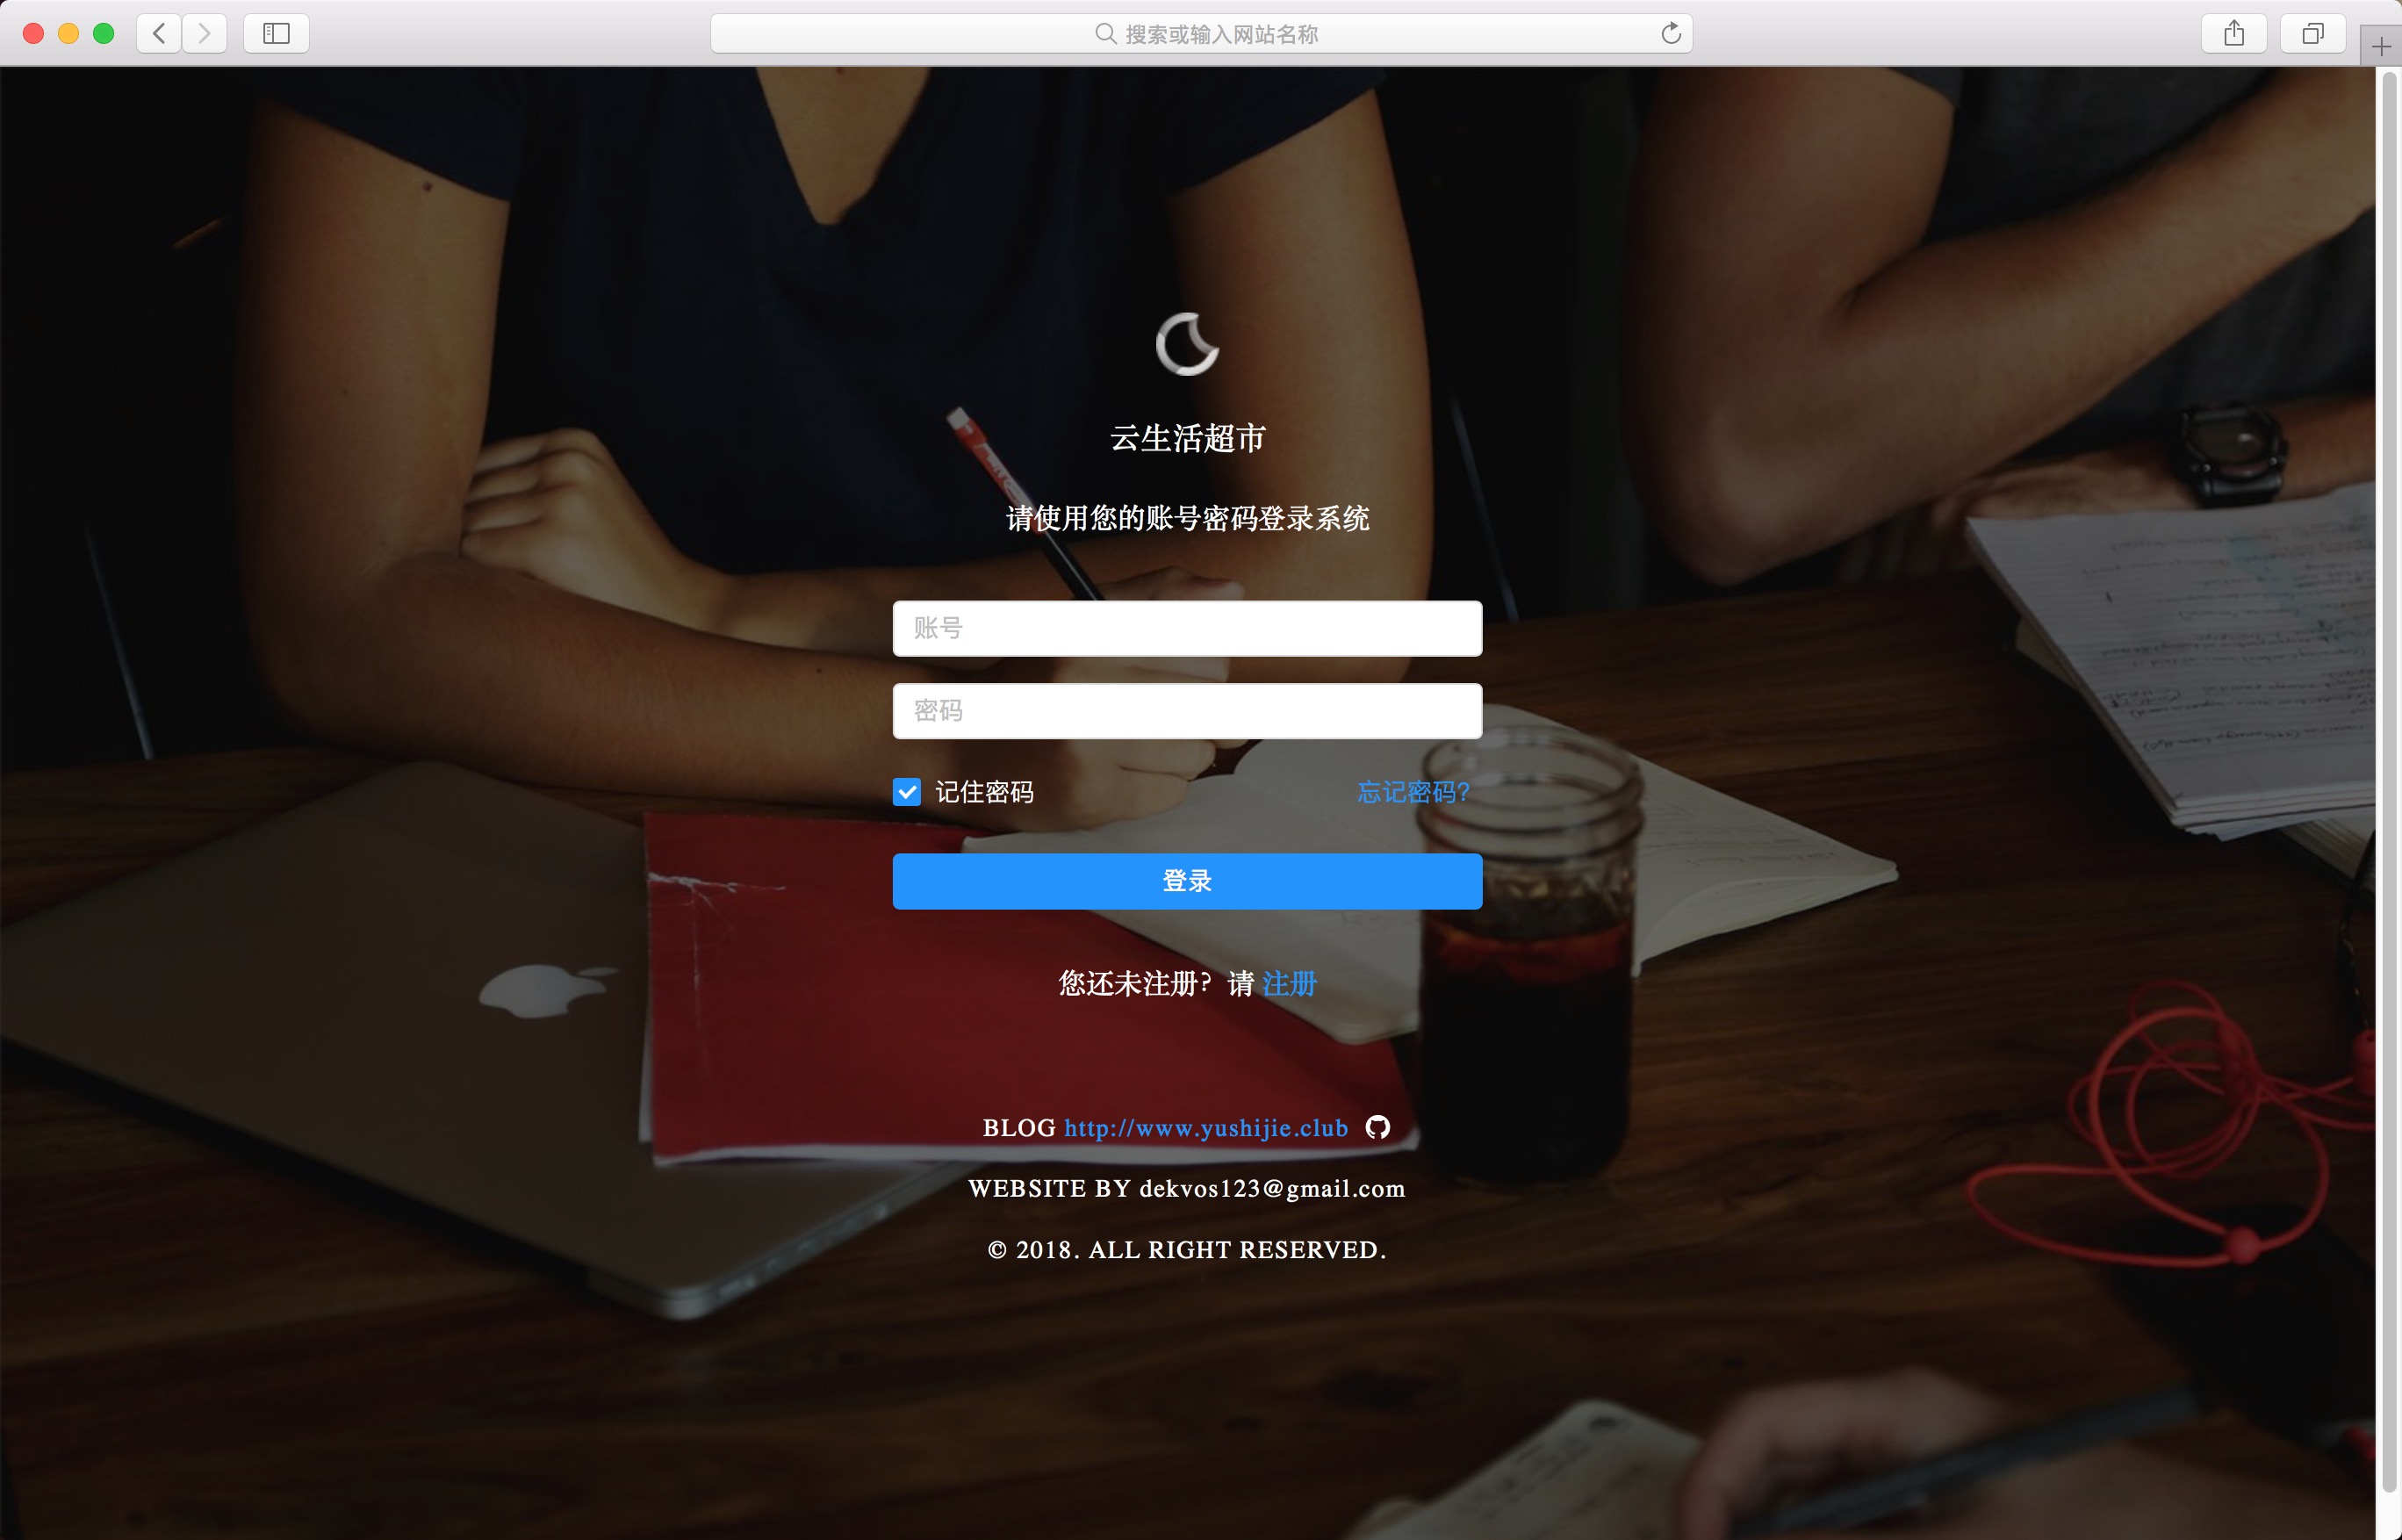 搜索或输入网站名称
云生活超市
请使用您的账号密码登录系统
账号
密码
记住密码 忘记密码?
登录
您还未注册？请 注册
BLOG http://www.yushijie.club
WEBSITE BY dekvos123@gmail.com
© 2018. ALL RIGHT RESERVED.